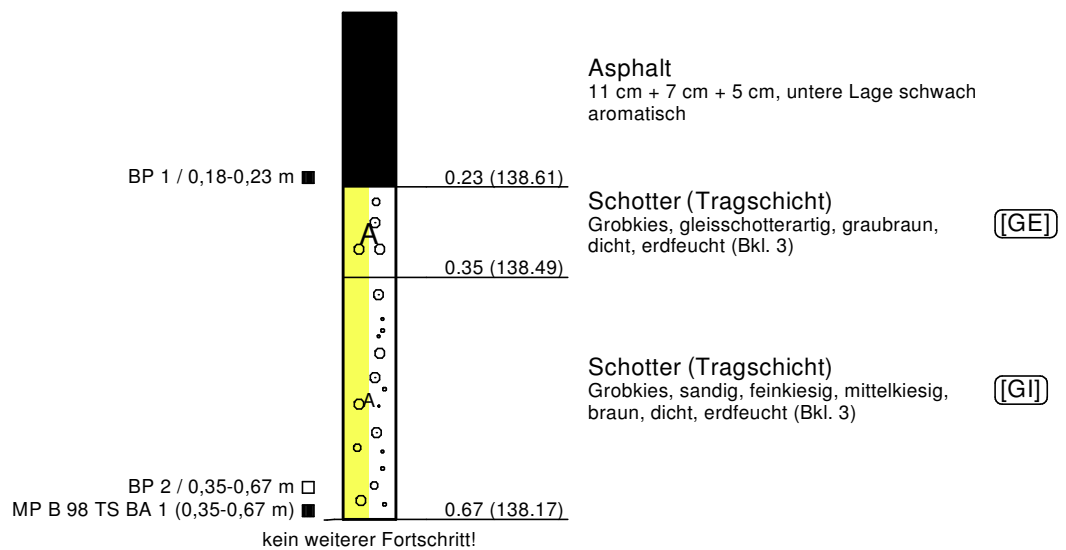 Asphalt
11 cm + 7 cm + 5 cm, untere Lage schwach
aromatisch
BP 1 / 0,18-0,23 m
0.23 (138.61)
Schotter (Tragschicht)
Grobkies, gleisschotterartig, graubraun,
dicht, erdfeucht (Bkl. 3)
[GE]
A
0.35 (138.49)
Schotter (Tragschicht)
Grobkies, sandig, feinkiesig, mittelkiesig,
braun, dicht, erdfeucht (Bkl. 3)
[GI]
A
BP 2 / 0,35-0,67 m
MP B 98 TS BA 1 (0,35-0,67 m)
0.67 (138.17)
kein weiterer Fortschritt!